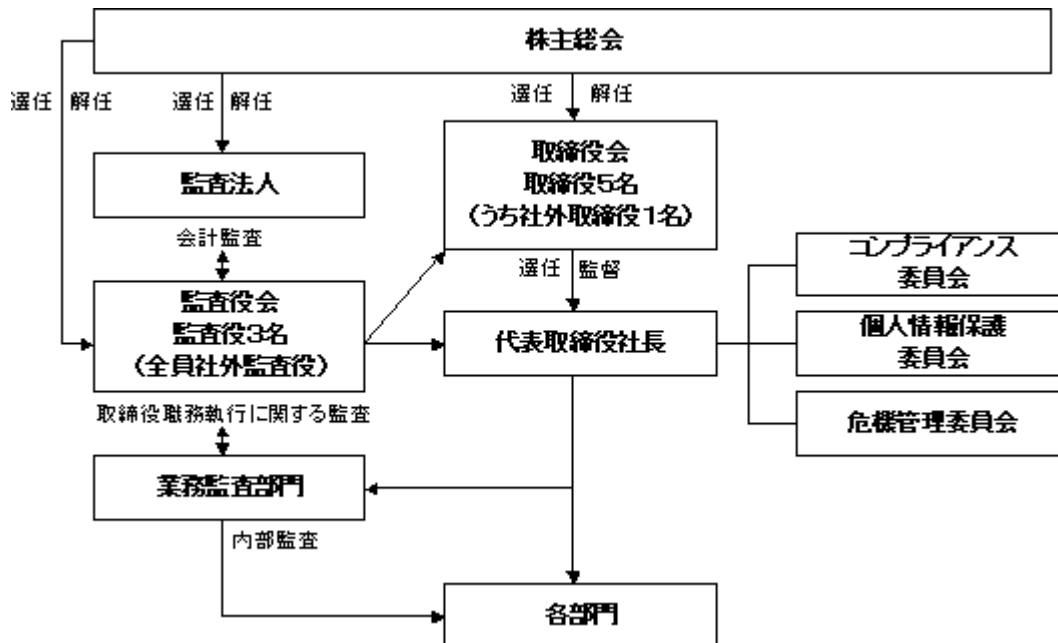 株主総会
選任 解任
選任 解任
選任 解任
監査法人
取締役会
取締役5名
(うち社外取締役1名)
会計監査
選任 監督
監査役会
監査役3名
(全員社外監査役)
代表取締役社長
コンプライアンス
委員会
個人情報保護
委員会
危機管理委員会
取締役職務執行に関する監査
業務監査部門
内部監査
各部門